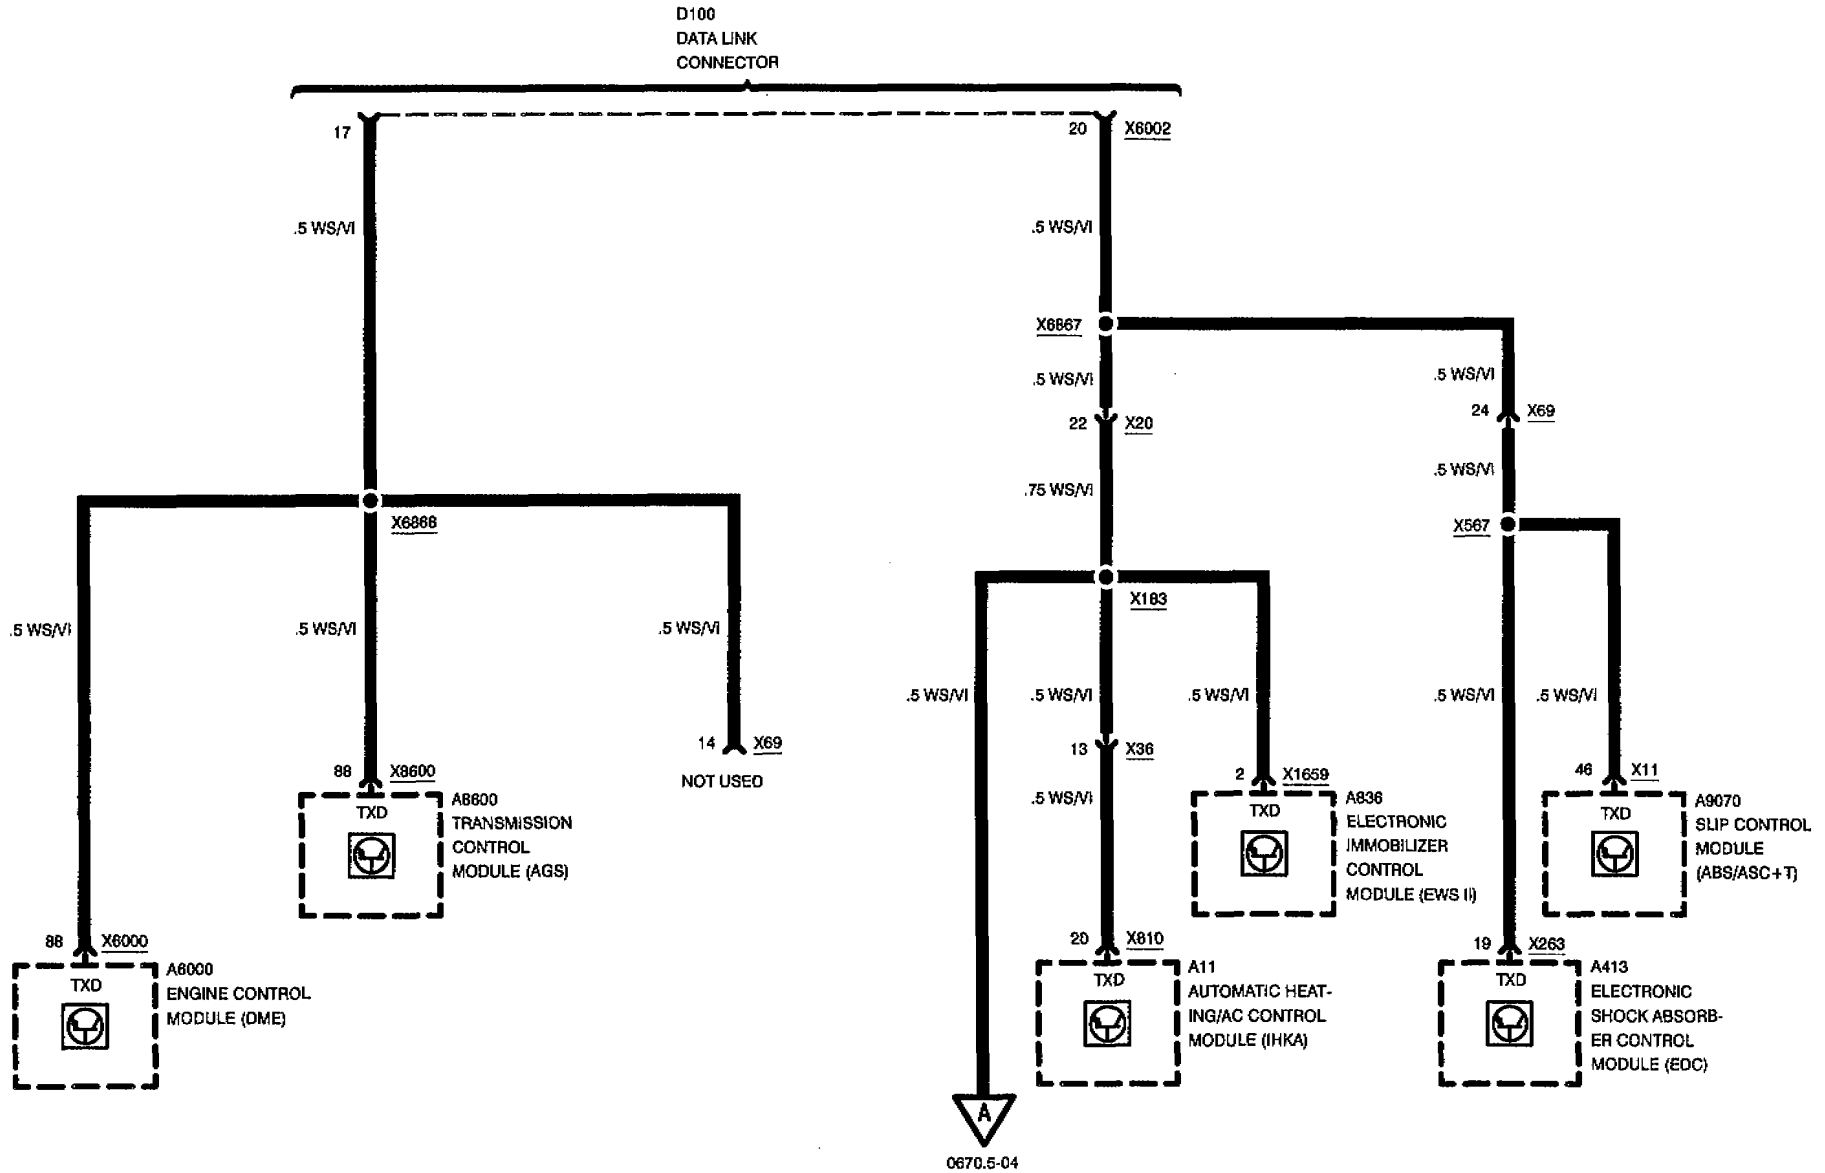 D100
DATA LINK
CONNECTOR
17
20 X6002
.5 WS/VI
.5 WS/VI
X6867
.5 WS/VI
.5 WS/VI
22 X20
24 X69
.5 WS/VI
.75 WS/VI
X6868
X567
X183
.5 WS/VI
.5 WS/VI
.5 WS/VI
.5 WS/VI
.5 WS/VI
.5 WS/VI
.5 WS/VI
.5 WS/VI
14 X69
NOT USED
13 X36
.5 WS/VI
88 X8600
TXD
A8600
TRANSMISSION
CONTROL
MODULE (AGS)
2 X1659
TXD
A836
ELECTRONIC
IMMOBILIZER
CONTROL
MODULE (EWS II)
46 X11
TXD
A9070
SLIP CONTROL
MODULE
(ABS/ASC+T)
88 X6000
TXD
A6000
ENGINE CONTROL
MODULE (DME)
20 X610
TXD
A11
AUTOMATIC HEAT-
ING/AC CONTROL
MODULE (IHKA)
19 X263
TXD
A413
ELECTRONIC
SHOCK ABSORB-
ER CONTROL
MODULE (EDC)
A
0670.5-04